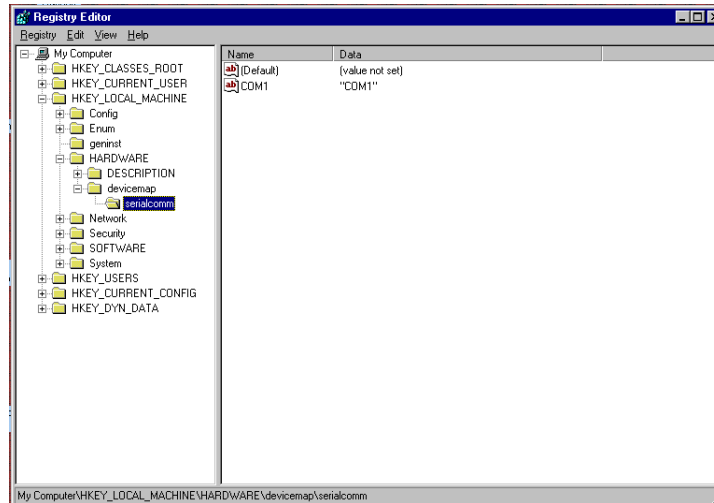 Registry Editor
Registry Edit View Help
My Computer
HKEY_CLASSES_ROOT
HKEY_CURRENT_USER
HKEY_LOCAL_MACHINE
Config
Enum
geninst
HARDWARE
DESCRIPTION
devicemap
serialcomm
Network
Security
SOFTWARE
System
HKEY_USERS
HKEY_CURRENT_CONFIG
HKEY_DYN_DATA
Name Data
ab (Default) (value not set)
ab COM1 "COM1"
My Computer\HKEY_LOCAL_MACHINE\HARDWARE\devicemap\serialcomm